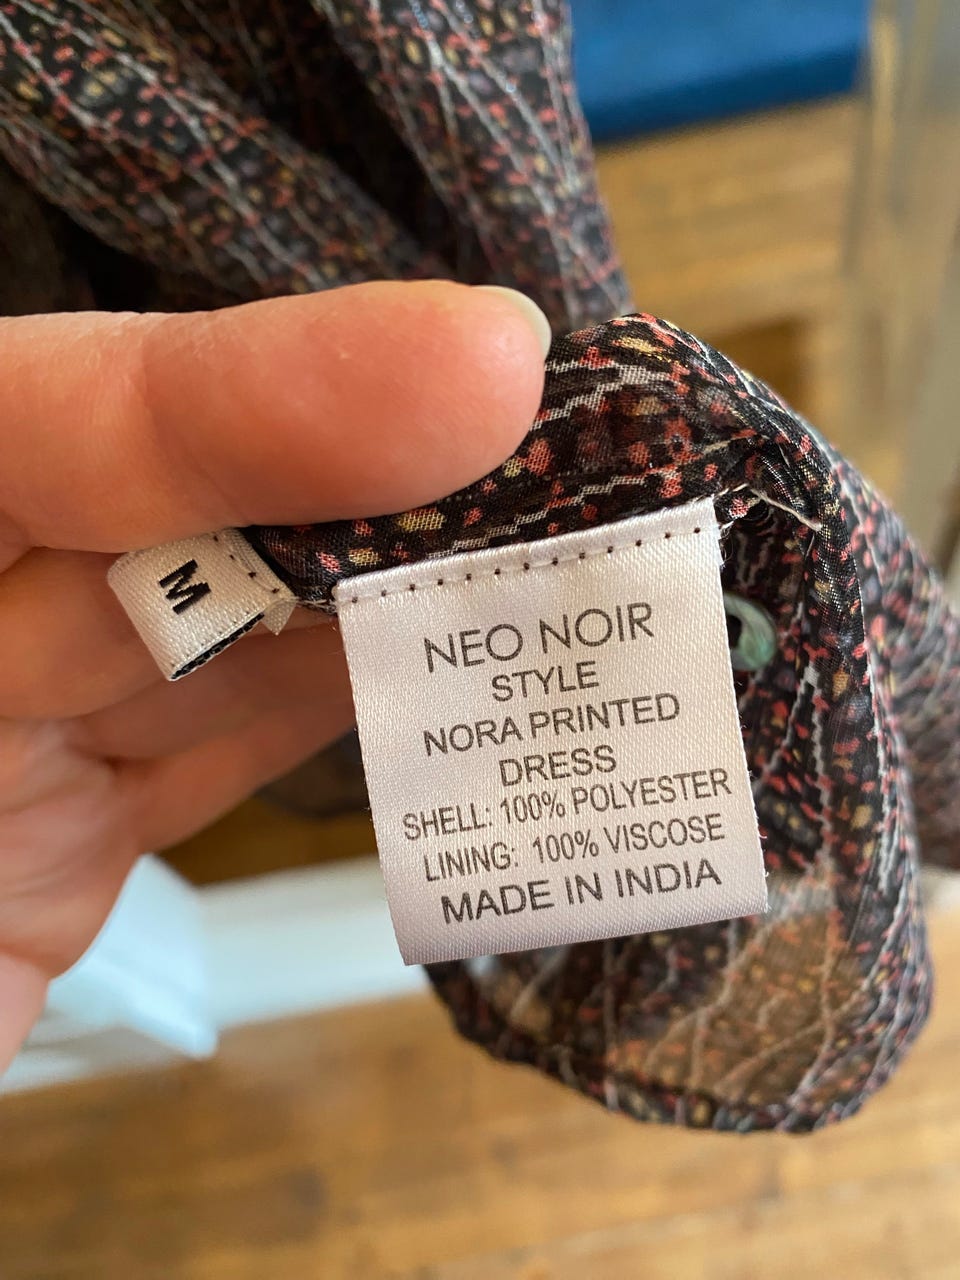 M
NEO NOIR
STYLE
NORA PRINTED
DRESS
SHELL: 100% POLYESTER
LINING: 100% VISCOSE
MADE IN INDIA